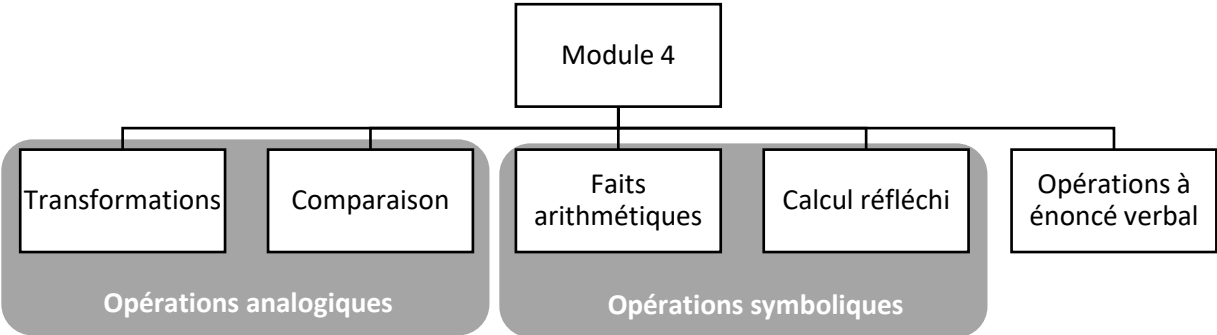 Module 4
Transformations
Comparaison
Faits
arithmétiques
Calcul réfléchi
Opérations à
énoncé verbal
Opérations analogiques
Opérations symboliques